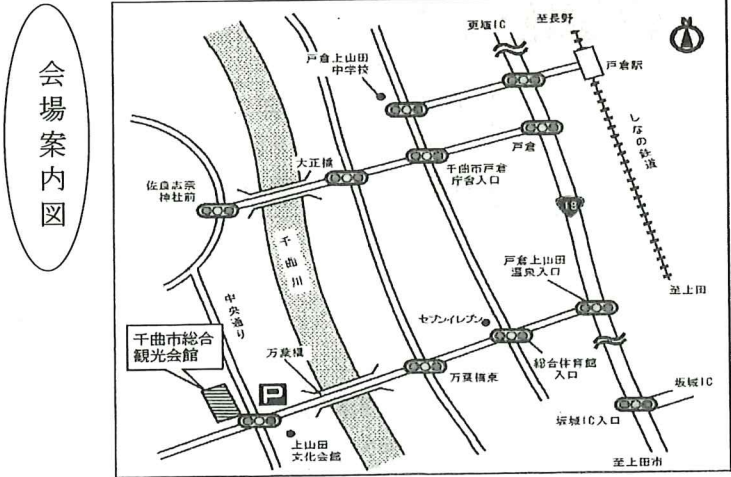 会場案内図
更埴IC
至長野
N
戸倉上山田
中学校
戸倉駅
しなの鉄道
大正橋
戸倉
佐良志奈
神社前
千曲市戸倉
庁舎入口
18
千曲川
戸倉上山田
温泉入口
至上田
中央通り
セブンイレブン
千曲市総合
観光会館
万葉橋
P
万葉橋東
総合体育館
入口
坂城IC
坂城IC入口
上山田
文化会館
至上田市